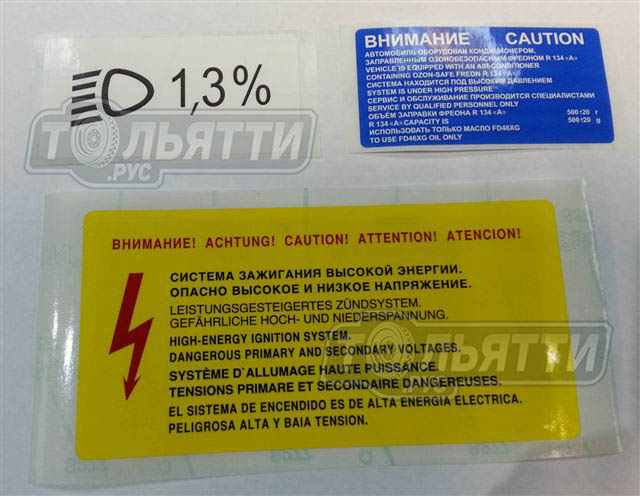 1,3%
ВНИМАНИЕ CAUTION
АВТОМОБИЛЬ ОБОРУДОВАН КОНДИЦИОНЕРОМ,
ЗАПРАВЛЕННЫМ ОЗОНОБЕЗОПАСНЫМ ФРЕОНОМ R 134 «A»
VEHICLE IS EQUIPPED WITH AN AIR-CONDITIONER
CONTAINING OZON-SAFE FREON R 134 «A»
СИСТЕМА НАХОДИТСЯ ПОД ВЫСОКИМ ДАВЛЕНИЕМ
SYSTEM IS UNDER HIGH PRESSURE
СЕРВИС И ОБСЛУЖИВАНИЕ ПРОИЗВОДИТСЯ СПЕЦИАЛИСТАМИ
SERVICE BY QUALIFIED PERSONNEL ONLY
ОБЪЁМ ЗАПРАВКИ ФРЕОНА R 134 «A» 500±20 г
R 134 «A» CAPACITY IS 500±20 g
ИСПОЛЬЗОВАТЬ ТОЛЬКО МАСЛО FD46XG
TO USE FD46XG OIL ONLY
ТОЛЬЯТТИ
.РУС
ВНИМАНИЕ! ACHTUNG! CAUTION! ATTENTION! ATENCION!
СИСТЕМА ЗАЖИГАНИЯ ВЫСОКОЙ ЭНЕРГИИ.
ОПАСНО ВЫСОКОЕ И НИЗКОЕ НАПРЯЖЕНИЕ.
LEISTUNGSGESTEIGERTES ZÜNDSYSTEM.
GEFÄHRLICHE HOCH- UND NIEDERSPANNUNG.
HIGH-ENERGY IGNITION SYSTEM.
DANGEROUS PRIMARY AND SECONDARY VOLTAGES.
SYSTÈME D`ALLUMAGE HAUTE PUISSANCE.
TENSIONS PRIMARE ET SECONDAIRE DANGEREUSES.
EL SISTEMA DE ENCENDIDO ES DE ALTA ENERGIA ELECTRICA.
PELIGROSA ALTA Y BAIA TENSION.
ТОЛЬЯТТИ
.РУС